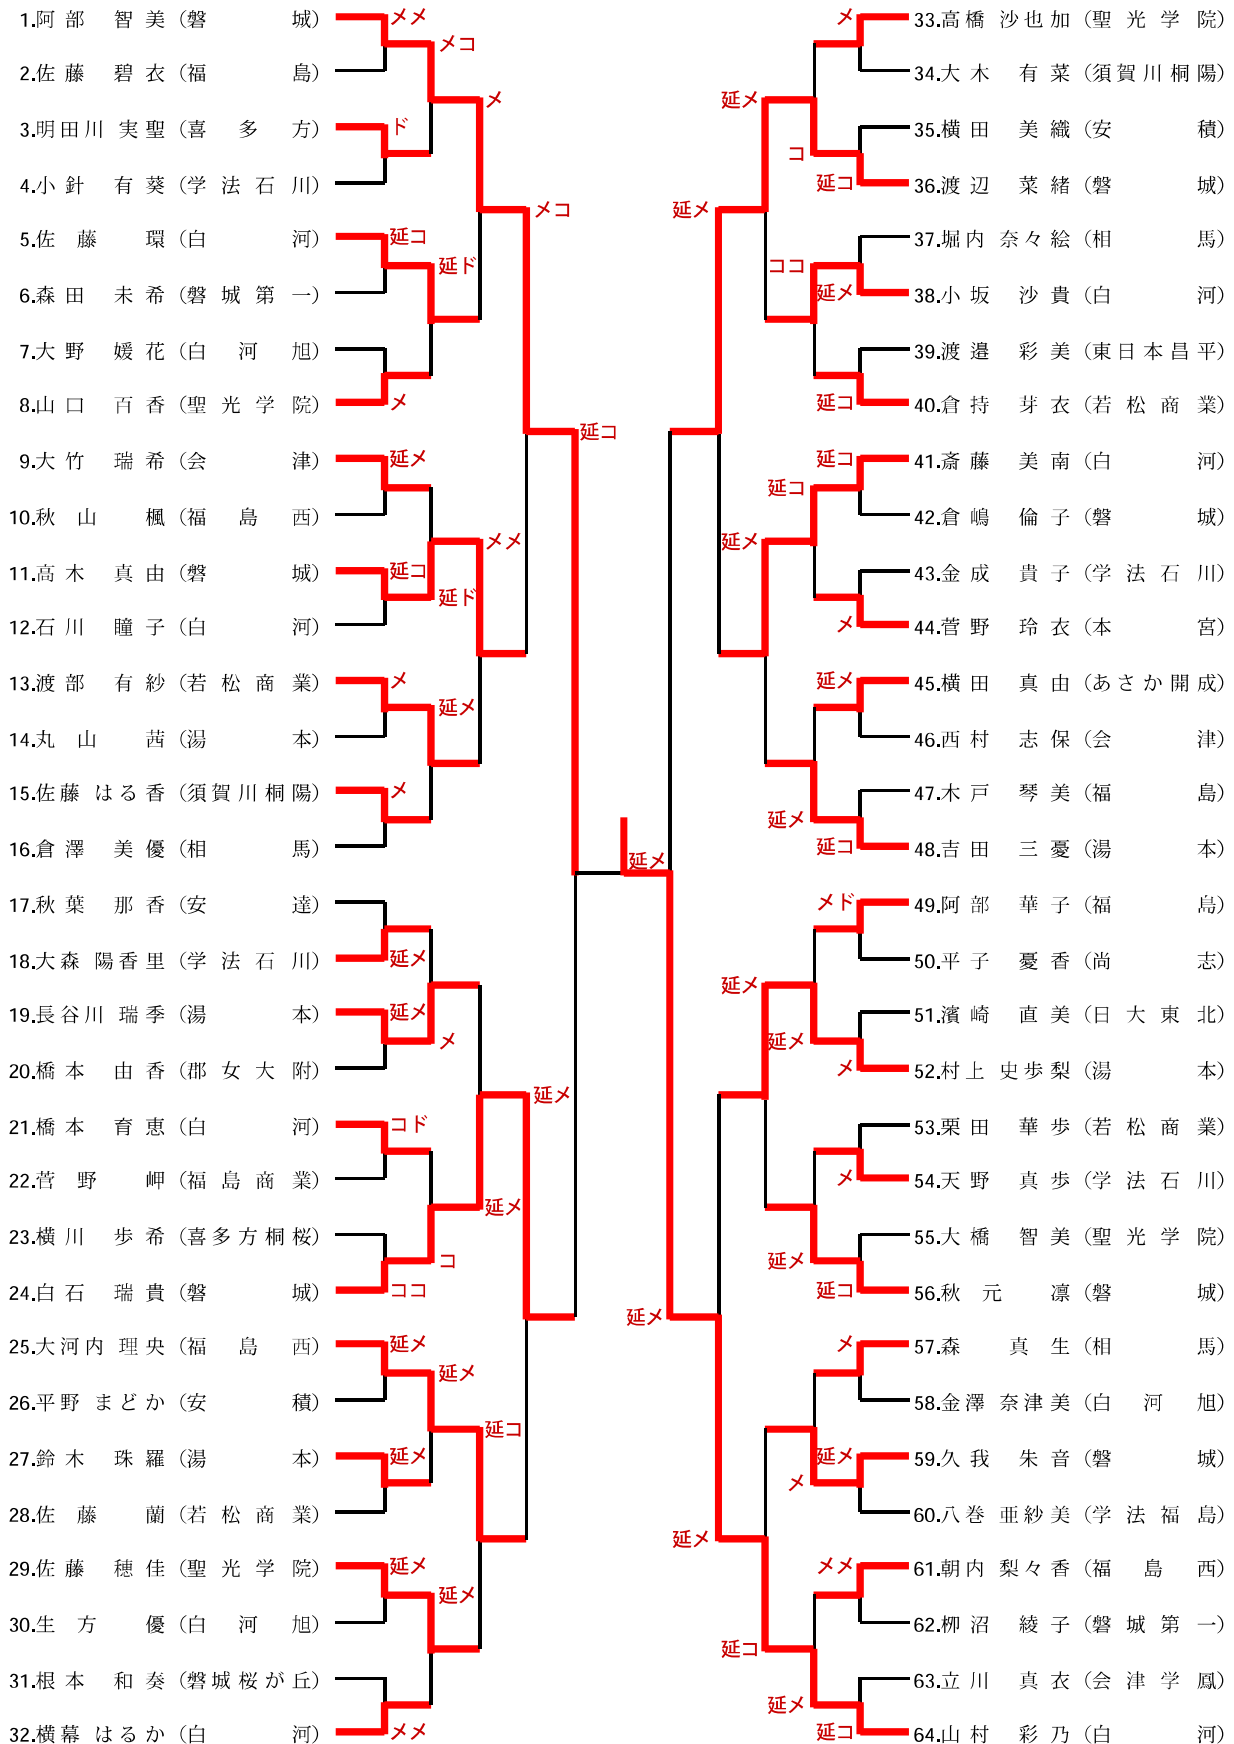 1.阿部 智美(磐城)
メメ
メコ
2.佐藤 碧衣(福島)
メ
3.明田川 実聖(喜多方)
ド
4.小針 有葵(学法石川)
メコ
5.佐藤 環(白河)
延コ
延ド
6.森田 未希(磐城第一)
7.大野 媛花(白河旭)
8.山口 百香(聖光学院)
メ
延コ
9.大竹 瑞希(会津)
延メ
10.秋山 楓(福島西)
メメ
11.高木 真由(磐城)
延コ
延ド
12.石川 瞳子(白河)
13.渡部 有紗(若松商業)
メ
延メ
14.丸山 茜(湯本)
15.佐藤 はる香(須賀川桐陽)
メ
16.倉澤 美優(相馬)
延メ
17.秋葉 那香(安達)
18.大森 陽香里(学法石川)
延メ
19.長谷川 瑞季(湯本)
延メ
メ
20.橋本 由香(郡女大附)
延メ
21.橋本 育恵(白河)
コド
22.菅野 岬(福島商業)
延メ
23.横川 歩希(喜多方桐桜)
コ
24.白石 瑞貴(磐城)
ココ
25.大河内 理央(福島西)
延メ
延メ
26.平野 まどか(安積)
延コ
27.鈴木 珠羅(湯本)
延メ
28.佐藤 蘭(若松商業)
29.佐藤 穂佳(聖光学院)
延メ
延メ
30.生方 優(白河旭)
31.根本 和奏(磐城桜が丘)
32.横幕 はるか(白河)
メメ
メ
33.高橋 沙也加(聖光学院)
34.大木 有菜(須賀川桐陽)
延メ
35.横田 美織(安積)
コ
延コ
36.渡辺 菜緒(磐城)
延メ
37.堀内 奈々絵(相馬)
ココ
延メ
38.小坂 沙貴(白河)
39.渡邉 彩美(東日本昌平)
延コ
40.倉持 芽衣(若松商業)
延コ
41.斎藤 美南(白河)
延コ
42.倉嶋 倫子(磐城)
延メ
43.金成 貴子(学法石川)
メ
44.菅野 玲衣(本宮)
延メ
45.横田 真由(あさか開成)
46.西村 志保(会津)
47.木戸 琴美(福島)
延メ
延コ
48.吉田 三憂(湯本)
メド
49.阿部 華子(福島)
50.平子 憂香(尚志)
延メ
51.濱崎 直美(日大東北)
延メ
メ
52.村上 史歩梨(湯本)
53.栗田 華歩(若松商業)
メ
54.天野 真歩(学法石川)
55.大橋 智美(聖光学院)
延メ
延コ
56.秋元 凛(磐城)
延メ
メ
57.森 真生(相馬)
58.金澤 奈津美(白河旭)
延メ
59.久我 朱音(磐城)
メ
60.八巻 亜紗美(学法福島)
延メ
メメ
61.朝内 梨々香(福島西)
62.柳沼 綾子(磐城第一)
延コ
63.立川 真衣(会津学鳳)
延メ
延コ
64.山村 彩乃(白河)